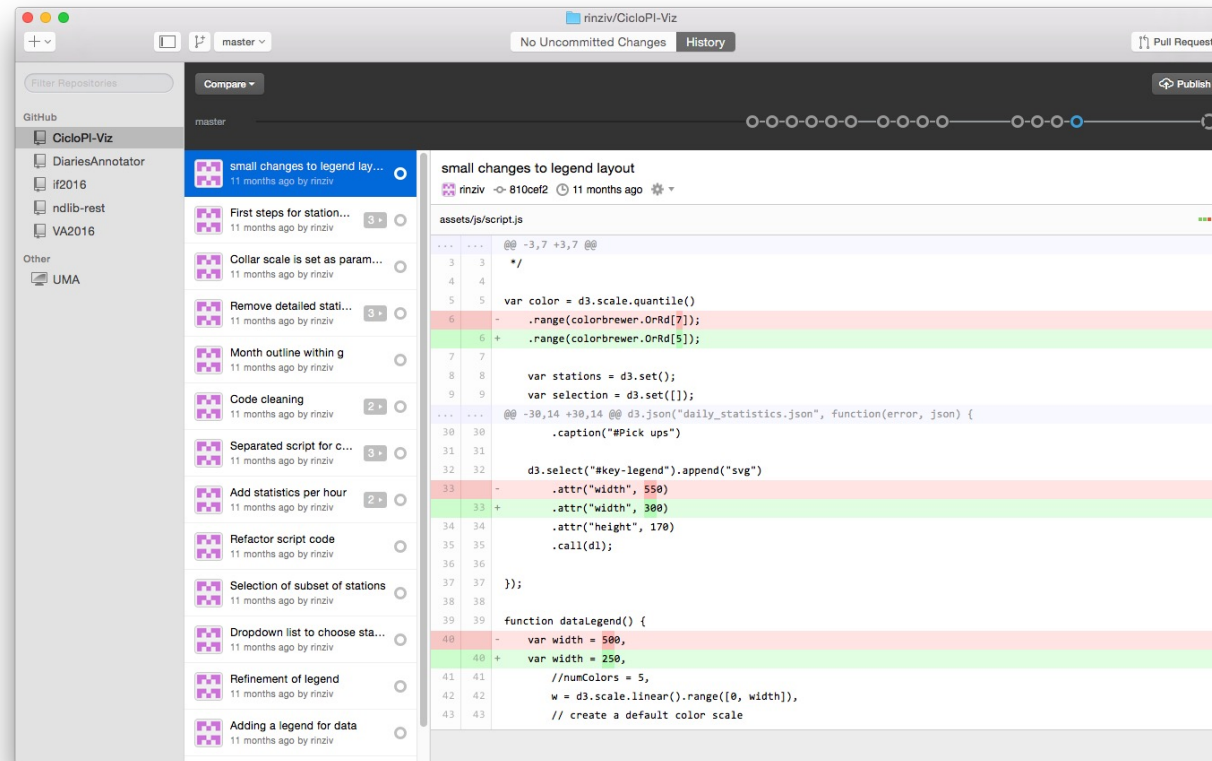 rinziv/CicloPI-Viz
master
No Uncommitted Changes
History
Pull Request
Filter Repositories
Compare
Publish
GitHub
master
CicloPI-Viz
DiariesAnnotator
if2016
ndlib-rest
VA2016
Other
UMA
small changes to legend lay...
11 months ago by rinziv
First steps for station...
11 months ago by rinziv
3
Collar scale is set as param...
11 months ago by rinziv
Remove detailed stati...
11 months ago by rinziv
3
Month outline within g
11 months ago by rinziv
Code cleaning
11 months ago by rinziv
2
Separated script for c...
11 months ago by rinziv
3
Add statistics per hour
11 months ago by rinziv
2
Refactor script code
11 months ago by rinziv
Selection of subset of stations
11 months ago by rinziv
Dropdown list to choose sta...
11 months ago by rinziv
Refinement of legend
11 months ago by rinziv
Adding a legend for data
11 months ago by rinziv
small changes to legend layout
rinziv 810cef2 11 months ago
assets/js/script.js
... ... @@ -3,7 +3,7 @@
3 3 */
4 4
5 5 var color = d3.scale.quantile()
6 - .range(colorbrewer.OrRd[7]);
6 + .range(colorbrewer.OrRd[5]);
7 7
8 8 var stations = d3.set();
9 9 var selection = d3.set([]);
... ... @@ -30,14 +30,14 @@ d3.json("daily_statistics.json", function(error, json) {
30 30 .caption("#Pick ups")
31 31
32 32 d3.select("#key-legend").append("svg")
33 - .attr("width", 550)
33 + .attr("width", 300)
34 34 .attr("height", 170)
35 35 .call(dl);
36 36
37 37 });
38 38
39 39 function dataLegend() {
40 - var width = 500,
40 + var width = 250,
41 41 //numColors = 5,
42 42 w = d3.scale.linear().range([0, width]),
43 43 // create a default color scale